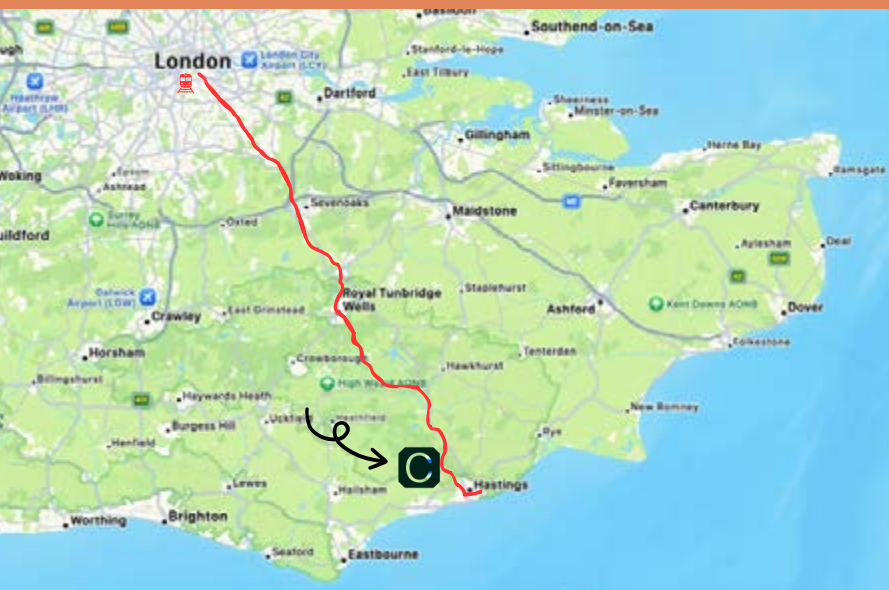 Basildon
Southend-on-Sea
Stanford-le-Hope
London
London City
Airport (LCY)
East Tilbury
Heathrow
Airport (LHR)
Dartford
Sheerness
Minster-on-Sea
Gillingham
Herne Bay
Epsom
Sittingbourne
Ramsgate
Woking
Ashtead
Faversham
Sevenoaks
Canterbury
Maidstone
Surrey
Hills AONB
Oxted
uildford
Aylesham
Deal
Gatwick
Airport (LGW)
Royal Tunbridge
Wells
Staplehurst
East Grinstead
Ashford
Kent Downs AONB
Dover
Crawley
Folkestone
Horsham
Crowborough
Tenterden
Hawkhurst
Billingshurst
High Weald AONB
Haywards Heath
New Romney
Uckfield
Heathfield
Burgess Hill
Rye
Henfield
C
Lewes
Hailsham
Hastings
Worthing
Brighton
Seaford
Eastbourne